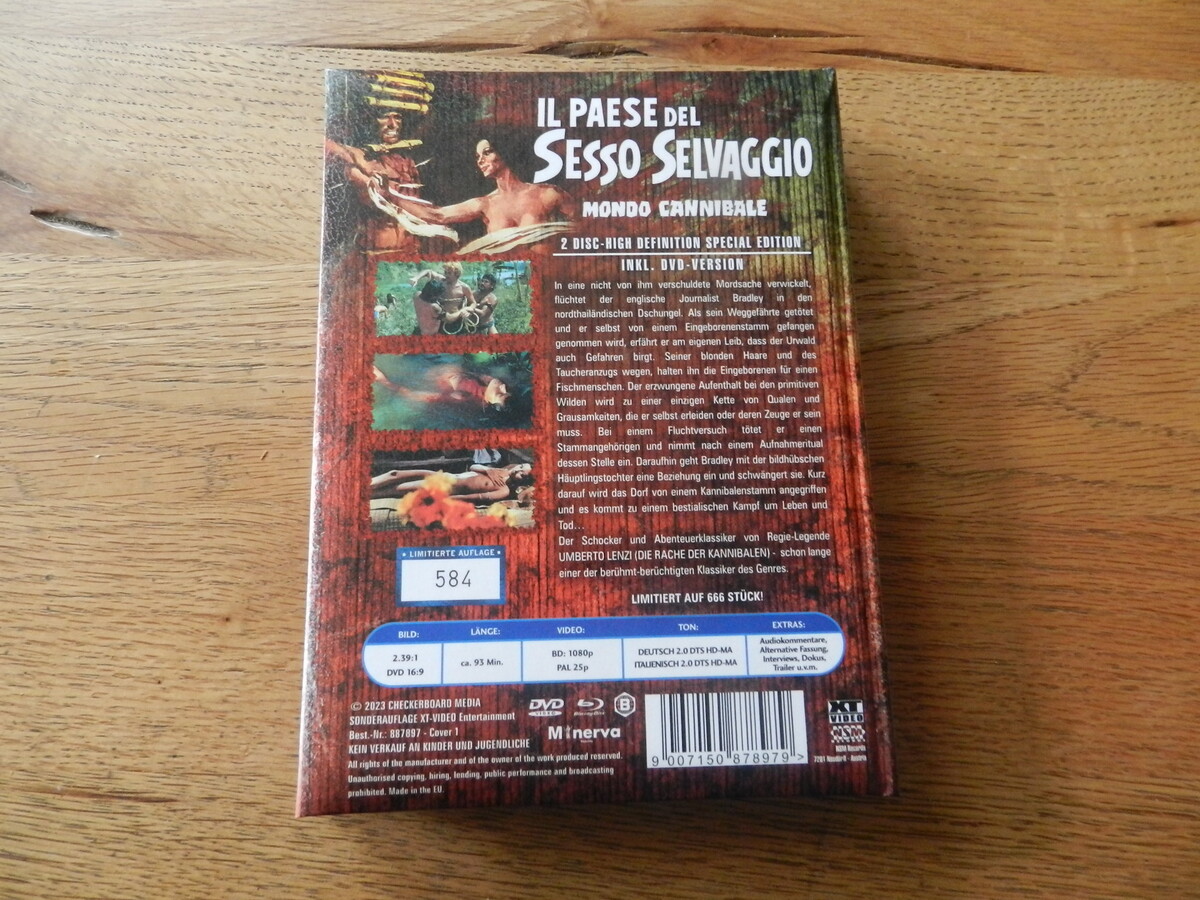 IL PAESE DEL
SESSO SELVAGGIO
MONDO CANNIBALE
2 DISC-HIGH DEFINITION SPECIAL EDITION
INKL. DVD-VERSION
In eine nicht von ihm verschuldete Mordsache verwickelt,
flüchtet der englische Journalist Bradley in den
nordthailändischen Dschungel. Als sein Weggefährte getötet
und er selbst von einem Eingeborenenstamm gefangen
genommen wird, erfährt er am eigenen Leib, dass der Urwald
auch Gefahren birgt. Seiner blonden Haare und des
Taucheranzugs wegen, halten ihn die Eingeborenen für einen
Fischmenschen. Der erzwungene Aufenthalt bei den primitiven
Wilden wird zu einer einzigen Kette von Qualen und
Grausamkeiten, die er selbst erleiden oder deren Zeuge er sein
muss. Bei einem Fluchtversuch tötet er einen
Stammangehörigen und nimmt nach einem Aufnahmeritual
dessen Stelle ein. Daraufhin geht Bradley mit der bildhübschen
Häuptlingstochter eine Beziehung ein und schwängert sie. Kurz
darauf wird das Dorf von einem Kannibalenstamm angegriffen
und es kommt zu einem bestialischen Kampf um Leben und
Tod...
Der Schocker und Abenteuerklassiker von Regie-Legende
UMBERTO LENZI (DIE RACHE DER KANNIBALEN) - schon lange
einer der berühmt-berüchtigten Klassiker des Genres.
LIMITIERT AUF 666 STÜCK!
• LIMITIERTE AUFLAGE •
584
BILD: LÄNGE: VIDEO: TON: EXTRAS:
2.39:1
DVD 16:9
ca. 93 Min.
BD: 1080p
PAL 25p
DEUTSCH 2.0 DTS HD-MA
ITALIENISCH 2.0 DTS HD-MA
Audiokommentare,
Alternative Fassung,
Interviews, Dokus,
Trailer u.v.m.
© 2023 CHECKERBOARD MEDIA
SONDERAUFLAGE XT-VIDEO Entertainment
Best.-Nr.: 887897 - Cover 1
KEIN VERKAUF AN KINDER UND JUGENDLICHE
All rights of the manufacturer and of the owner of the work produced reserved.
Unauthorised copying, hiring, lending, public performance and broadcasting
prohibited. Made in the EU.
DVD VIDEO
Blu-ray Disc
B
Minerva
9 007150 878979 >
XT
VIDEO
NSM Records
7201 Neudörfl - Austria